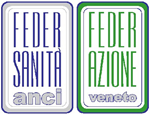 FEDER
SANITÀ
anci
FEDER
AZIONE
veneto